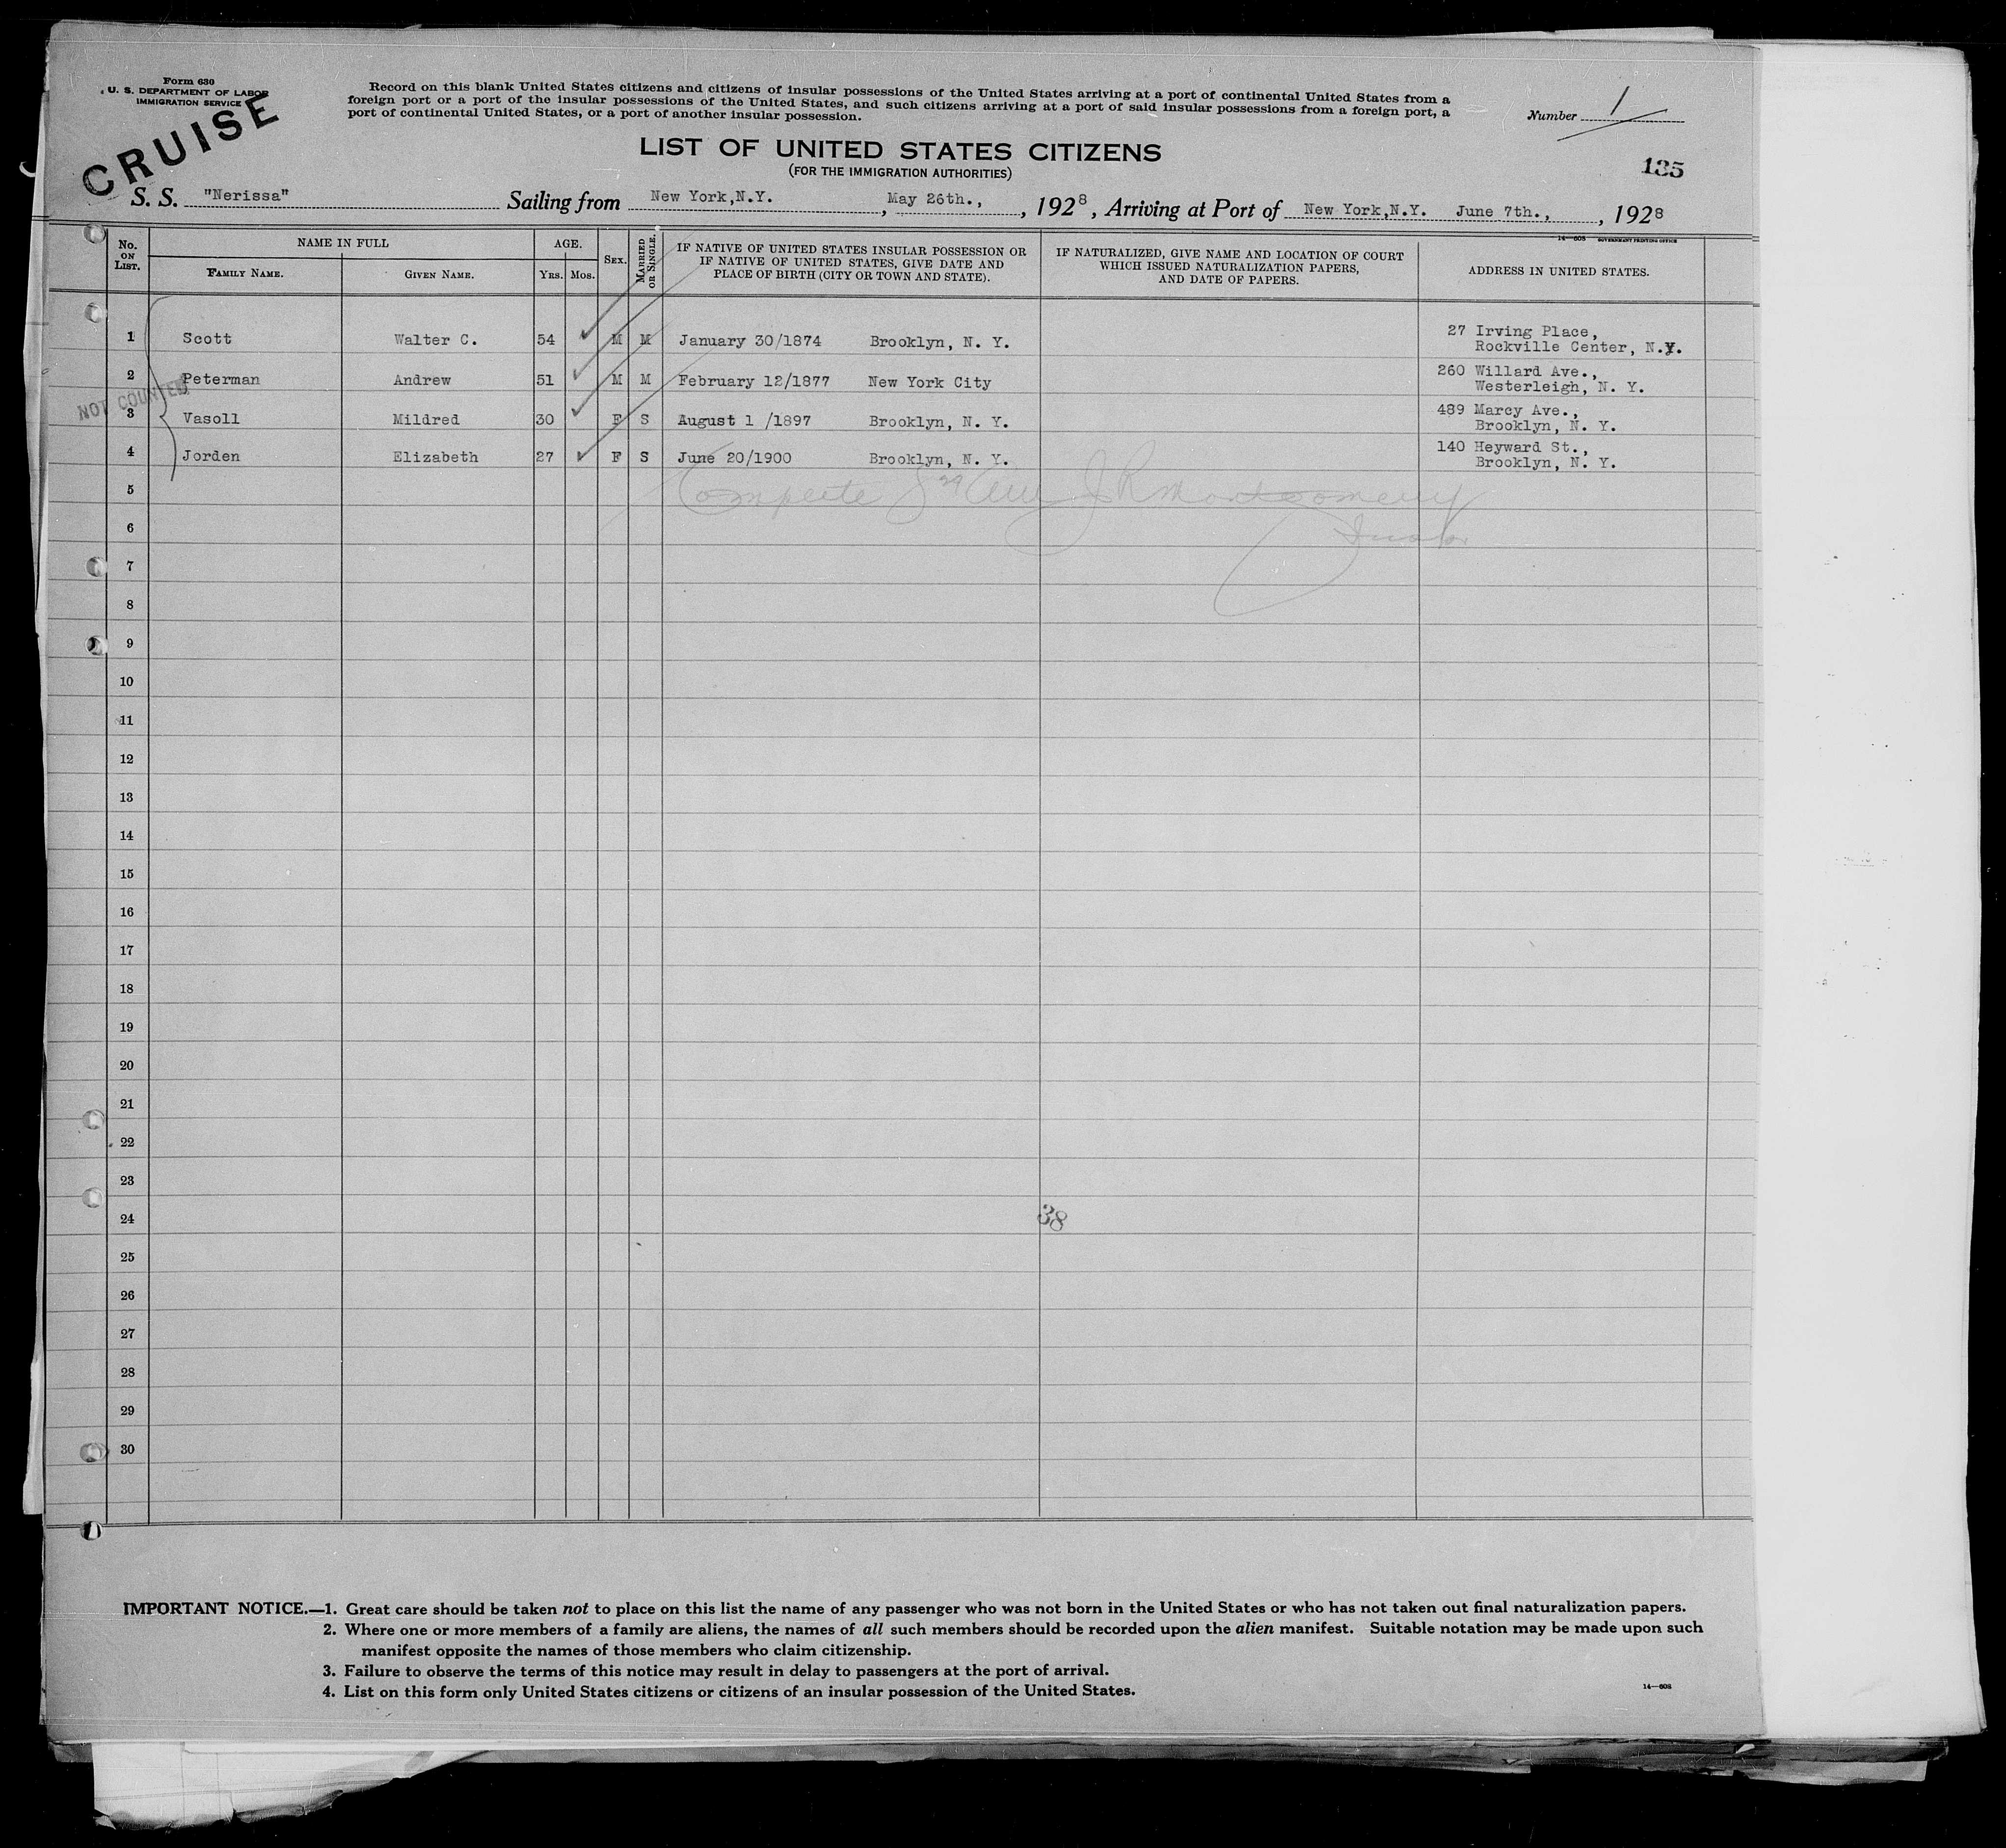 Form 630
U. S. DEPARTMENT OF LABOR
IMMIGRATION SERVICE
CRUISE
Record on this blank United States citizens and citizens of insular possessions of the United States arriving at a port of continental United States from a
foreign port or a port of the insular possessions of the United States, and such citizens arriving at a port of said insular possessions from a foreign port, a
port of continental United States, or a port of another insular possession.
Number 1
LIST OF UNITED STATES CITIZENS
(FOR THE IMMIGRATION AUTHORITIES)
135
S. S. "Nerissa" Sailing from New York,N.Y. , May 26th., , 1928, Arriving at Port of New York,N.Y. June 7th., , 1928
14—608 GOVERNMENT PRINTING OFFICE
No. ON LIST.
NAME IN FULL
FAMILY NAME. GIVEN NAME.
AGE.
YRS. MOS.
SEX.
MARRIED OR SINGLE.
IF NATIVE OF UNITED STATES INSULAR POSSESSION OR
IF NATIVE OF UNITED STATES, GIVE DATE AND
PLACE OF BIRTH (CITY OR TOWN AND STATE).
IF NATURALIZED, GIVE NAME AND LOCATION OF COURT
WHICH ISSUED NATURALIZATION PAPERS,
AND DATE OF PAPERS.
ADDRESS IN UNITED STATES.
1 Scott Walter C. 54 M M January 30/1874 Brooklyn, N. Y. 27 Irving Place,
Rockville Center, N.Y.
2 Peterman Andrew 51 M M February 12/1877 New York City 260 Willard Ave.,
Westerleigh, N. Y.
NOT COUNTED
3 Vasoll Mildred 30 F S August 1 /1897 Brooklyn, N. Y. 489 Marcy Ave.,
Brooklyn, N. Y.
4 Jorden Elizabeth 27 F S June 20/1900 Brooklyn, N. Y. 140 Heyward St.,
Brooklyn, N. Y.
5 J R Montgomery
6
7
8
9
10
11
12
13
14
15
16
17
18
19
20
21
22
23
24 38
25
26
27
28
29
30
IMPORTANT NOTICE.—1. Great care should be taken not to place on this list the name of any passenger who was not born in the United States or who has not taken out final naturalization papers.
2. Where one or more members of a family are aliens, the names of all such members should be recorded upon the alien manifest. Suitable notation may be made upon such
manifest opposite the names of those members who claim citizenship.
3. Failure to observe the terms of this notice may result in delay to passengers at the port of arrival.
4. List on this form only United States citizens or citizens of an insular possession of the United States.
14—608